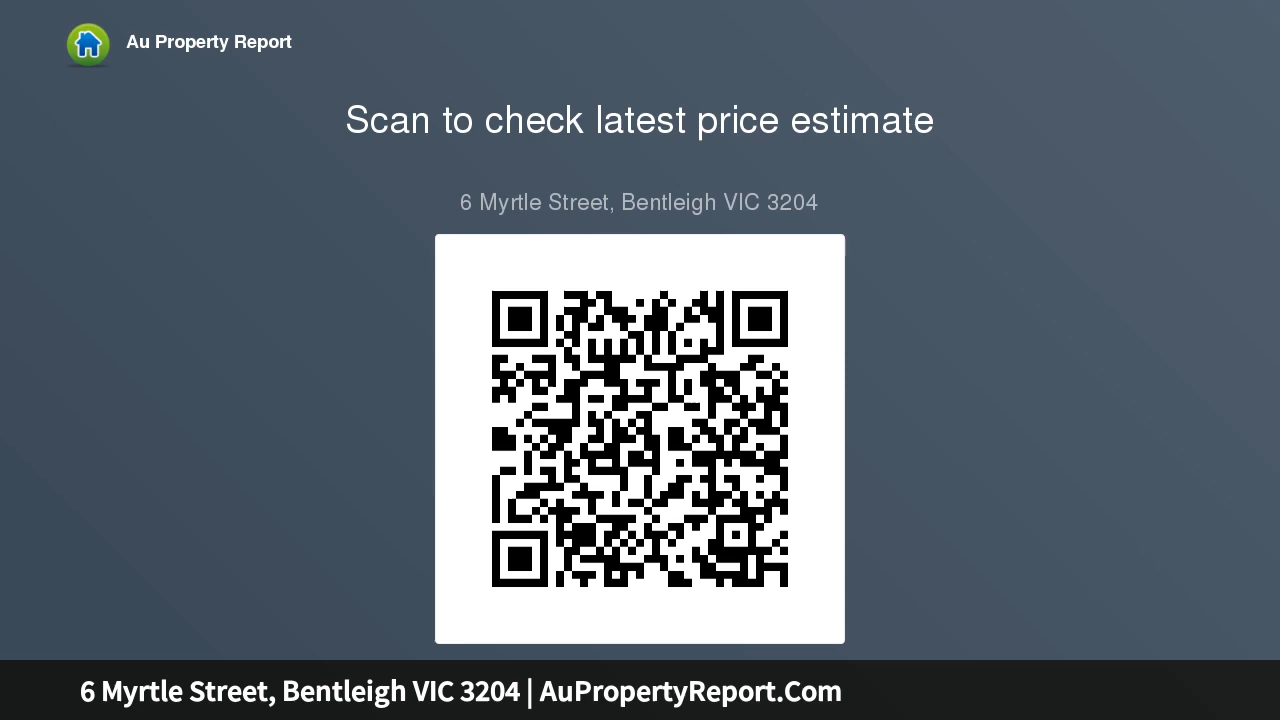 Au Property Report
Scan to check latest price estimate
6 Myrtle Street, Bentleigh VIC 3204
6 Myrtle Street, Bentleigh VIC 3204 | AuPropertyReport.Com